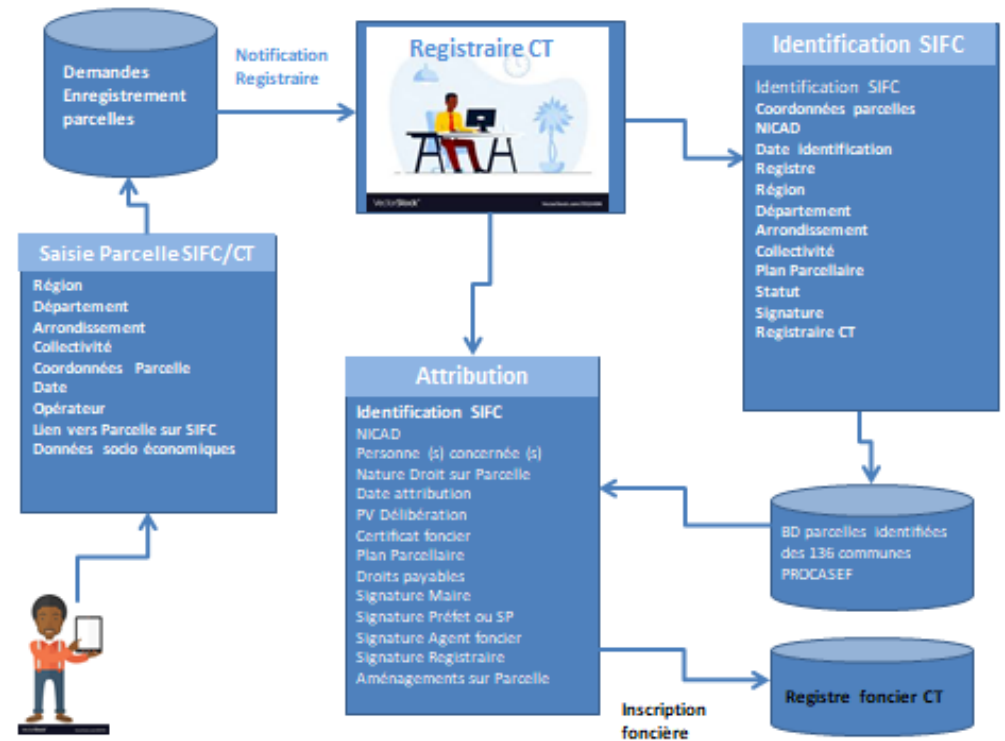 Demandes
Enregistrement
parcelles
Notification
Registraire
Registraire CT
VectorStock
Identification SIFC
Identification SIFC
Coordonnées parcelles
NICAD
Date identification
Registre
Région
Département
Arrondissement
Collectivité
Plan Parcellaire
Statut
Signature
Registraire CT
Saisie Parcelle SIFC/CT
Région
Département
Arrondissement
Collectivité
Coordonnées Parcelle
Date
Opérateur
Lien vers Parcelle sur SIFC
Données socio économiques
Attribution
Identification SIFC
NICAD
Personne (s) concernée (s)
Nature Droit sur Parcelle
Date attribution
PV Délibération
Certificat foncier
Plan Parcellaire
Droits payables
Signature Maire
Signature Préfet ou SP
Signature Agent foncier
Signature Registraire
Aménagements sur Parcelle
BD parcelles identifiées
des 136 communes
PROCASEF
Inscription
foncière
Registre foncier CT